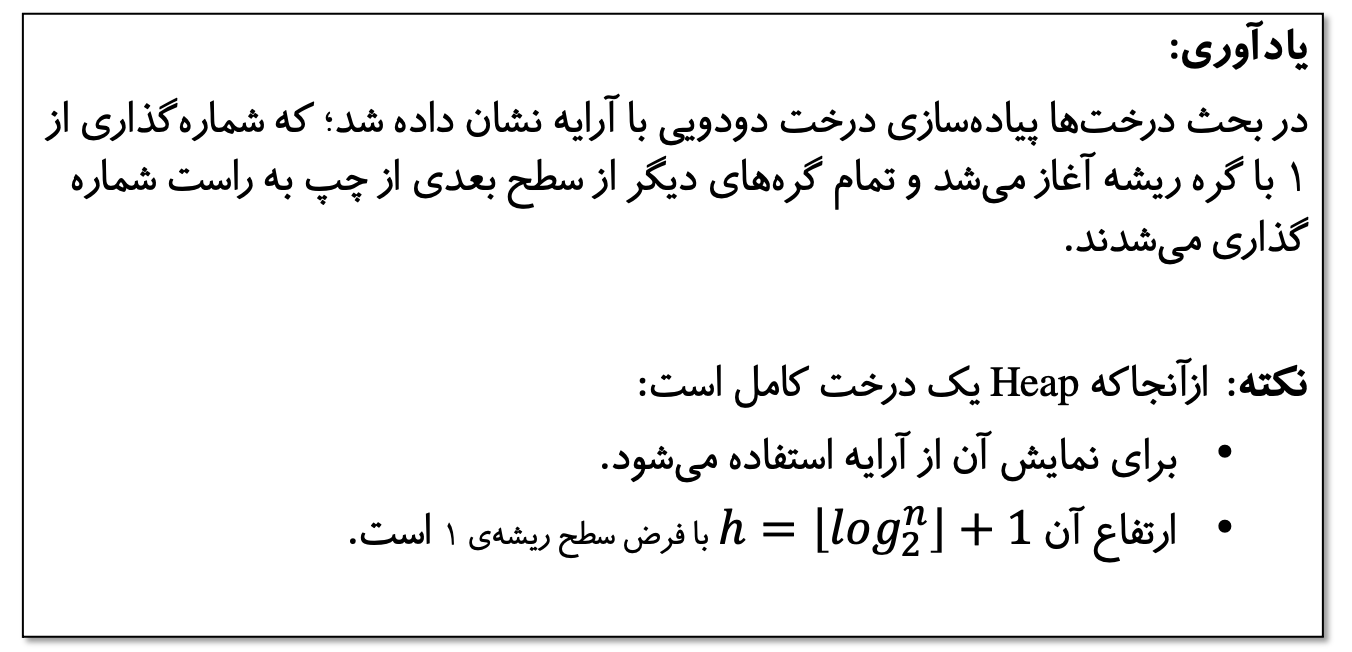 یادآوری:
در بحث درخت‌ها پیاده‌سازی درخت دودویی با آرایه نشان داده شد؛ که شماره‌گذاری از
۱ با گره ریشه آغاز می‌شد و تمام گره‌های دیگر از سطح بعدی از چپ به راست شماره
گذاری می‌شدند.
نکته: ازآنجاکه Heap یک درخت کامل است:
• برای نمایش آن از آرایه استفاده می‌شود.
• ارتفاع آن h = ⌊log₂ⁿ⌋ + 1 با فرض سطح ریشه‌ی ۱ است.